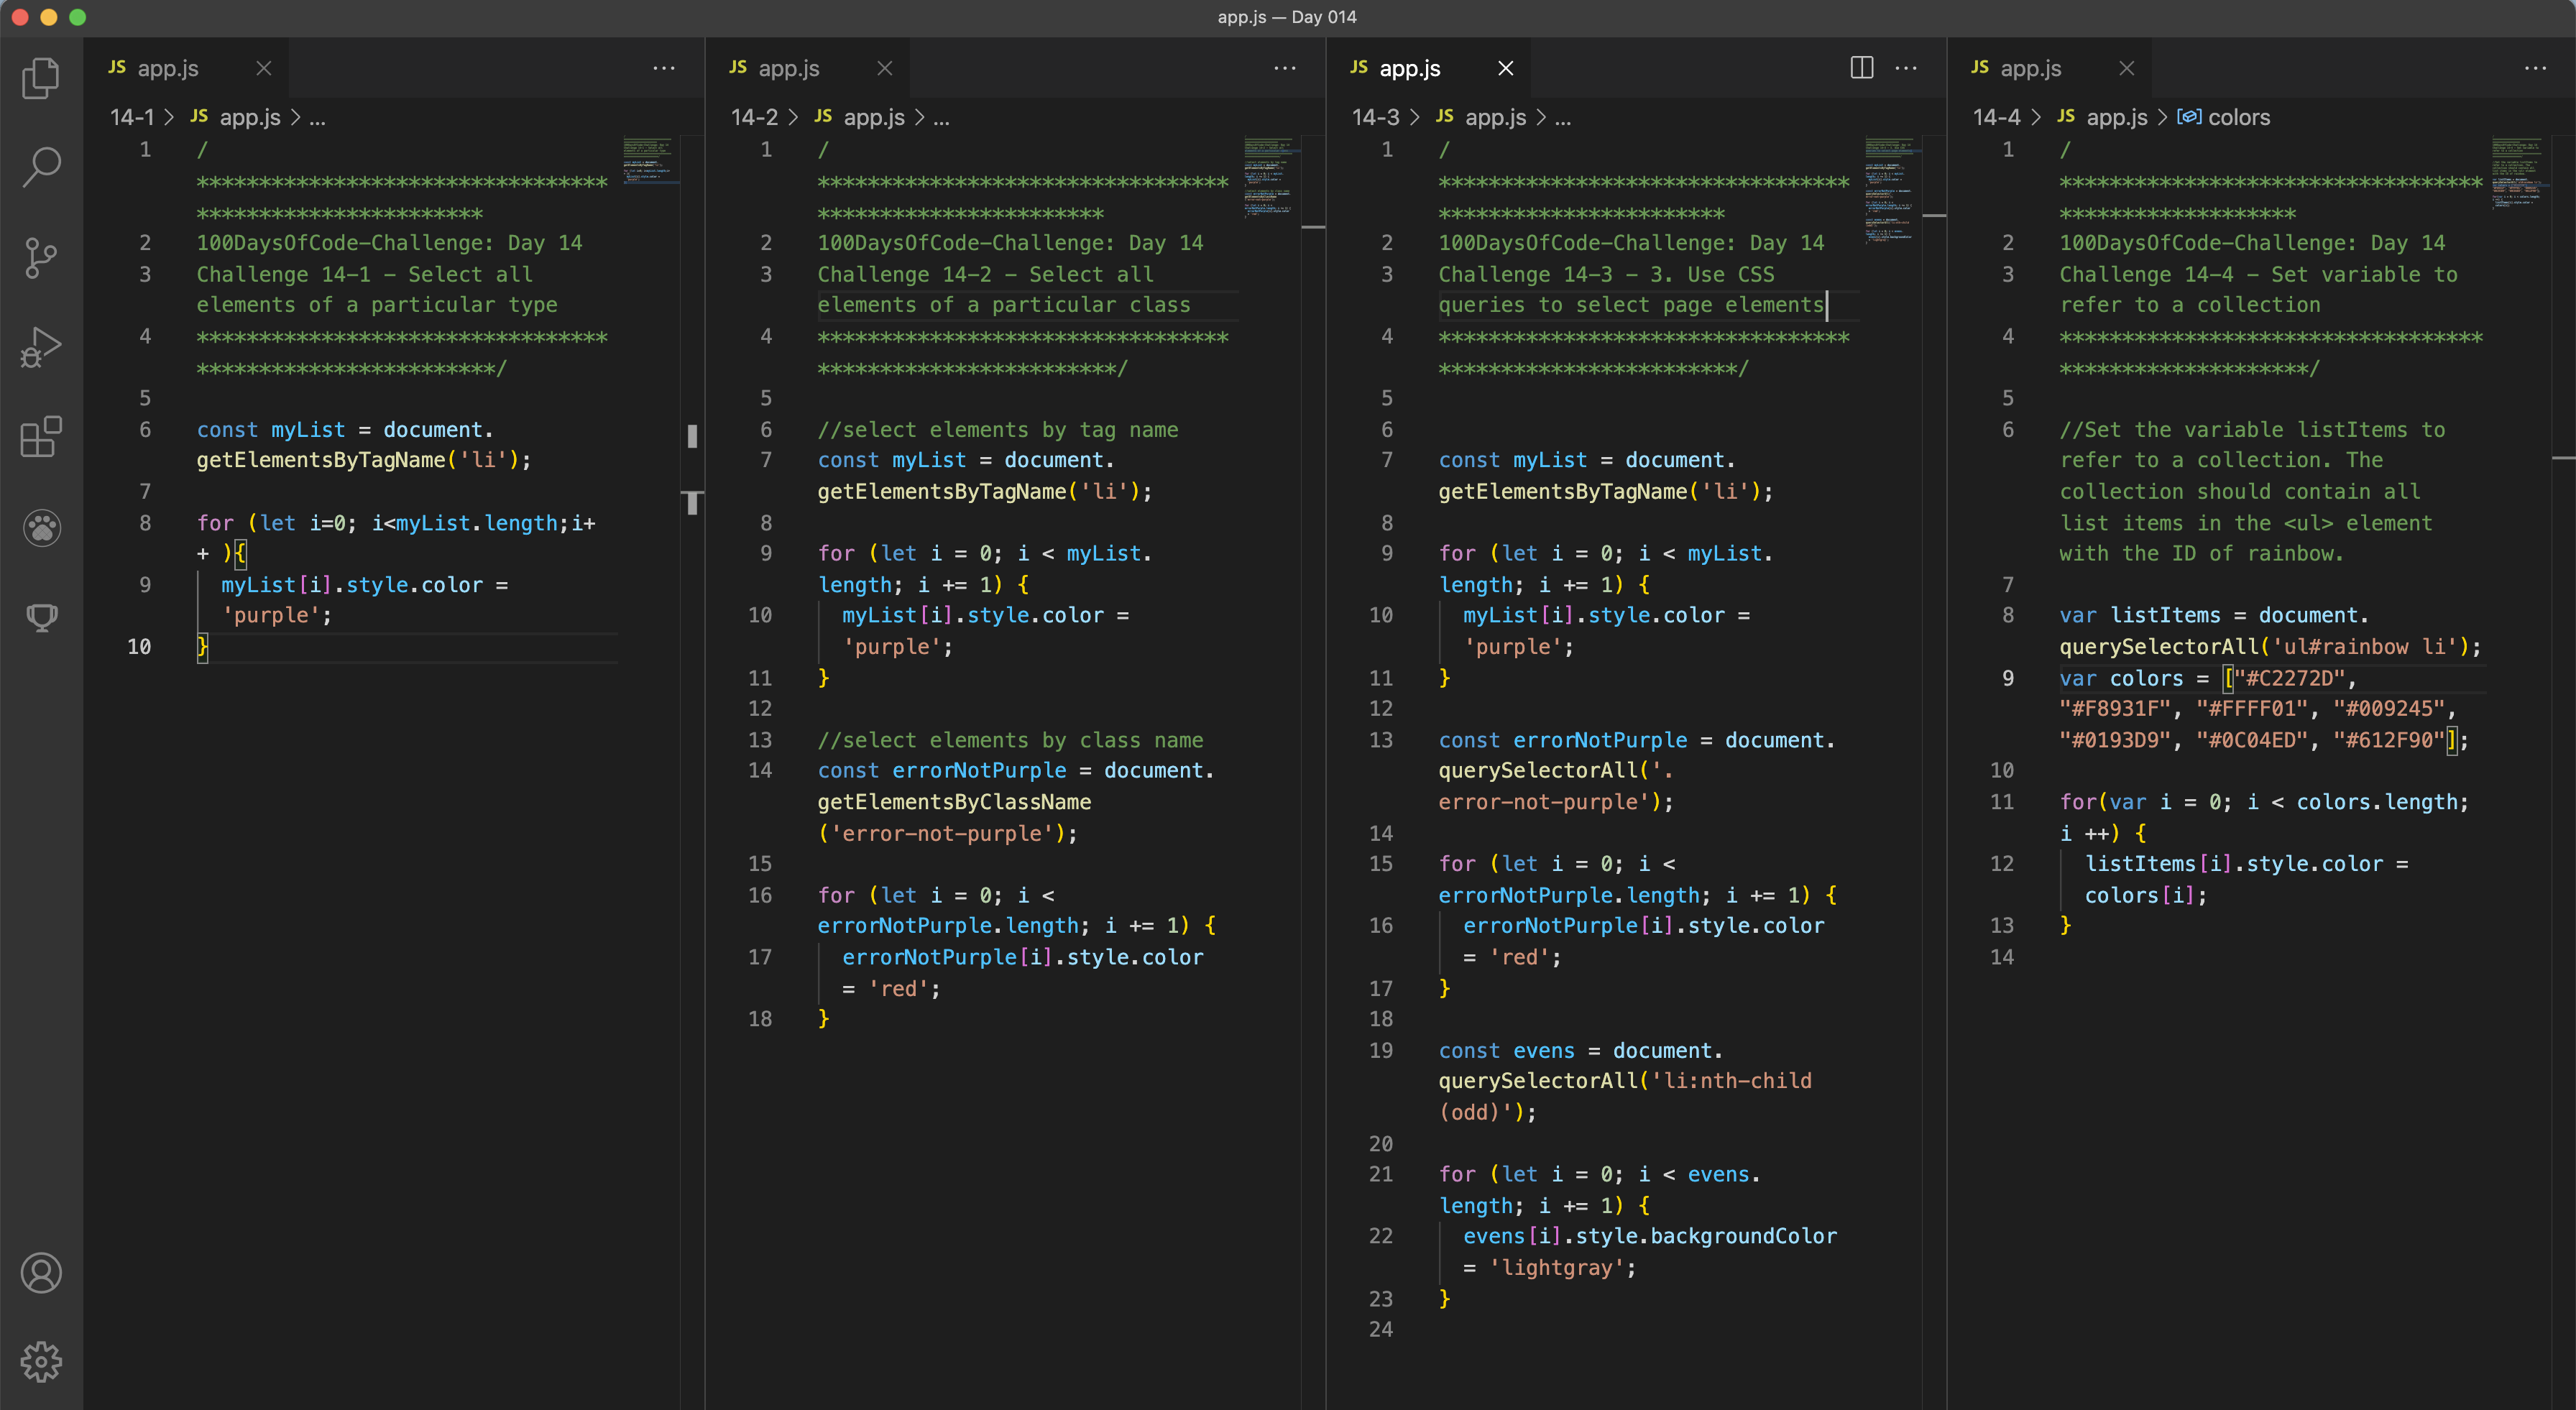 app.js — Day 014
JS app.js
14-1 > JS app.js > ...
1 /
*********************************
***********************
2 100DaysOfCode-Challenge: Day 14
3 Challenge 14-1 - Select all
elements of a particular type
4 *********************************
************************/
5
6 const myList = document.
getElementsByTagName('li');
7
8 for (let i=0; i<myList.length;i+
+ ){
9 myList[i].style.color =
'purple';
10 }
JS app.js
14-2 > JS app.js > ...
1 /
*********************************
***********************
2 100DaysOfCode-Challenge: Day 14
3 Challenge 14-2 - Select all
elements of a particular class
4 *********************************
************************/
5
6 //select elements by tag name
7 const myList = document.
getElementsByTagName('li');
8
9 for (let i = 0; i < myList.
length; i += 1) {
10 myList[i].style.color =
'purple';
11 }
12
13 //select elements by class name
14 const errorNotPurple = document.
getElementsByClassName
('error-not-purple');
15
16 for (let i = 0; i <
errorNotPurple.length; i += 1) {
17 errorNotPurple[i].style.color
= 'red';
18 }
JS app.js
14-3 > JS app.js > ...
1 /
*********************************
***********************
2 100DaysOfCode-Challenge: Day 14
3 Challenge 14-3 - 3. Use CSS
queries to select page elements
4 *********************************
************************/
5
6
7 const myList = document.
getElementsByTagName('li');
8
9 for (let i = 0; i < myList.
length; i += 1) {
10 myList[i].style.color =
'purple';
11 }
12
13 const errorNotPurple = document.
querySelectorAll('.
error-not-purple');
14
15 for (let i = 0; i <
errorNotPurple.length; i += 1) {
16 errorNotPurple[i].style.color
= 'red';
17 }
18
19 const evens = document.
querySelectorAll('li:nth-child
(odd)');
20
21 for (let i = 0; i < evens.
length; i += 1) {
22 evens[i].style.backgroundColor
= 'lightgray';
23 }
24
JS app.js
14-4 > JS app.js > colors
1 /
**********************************
*******************
2 100DaysOfCode-Challenge: Day 14
3 Challenge 14-4 - Set variable to
refer to a collection
4 **********************************
********************/
5
6 //Set the variable listItems to
refer to a collection. The
collection should contain all
list items in the <ul> element
with the ID of rainbow.
7
8 var listItems = document.
querySelectorAll('ul#rainbow li');
9 var colors = ["#C2272D",
"#F8931F", "#FFFF01", "#009245",
"#0193D9", "#0C04ED", "#612F90"];
10
11 for(var i = 0; i < colors.length;
i ++) {
12 listItems[i].style.color =
colors[i];
13 }
14